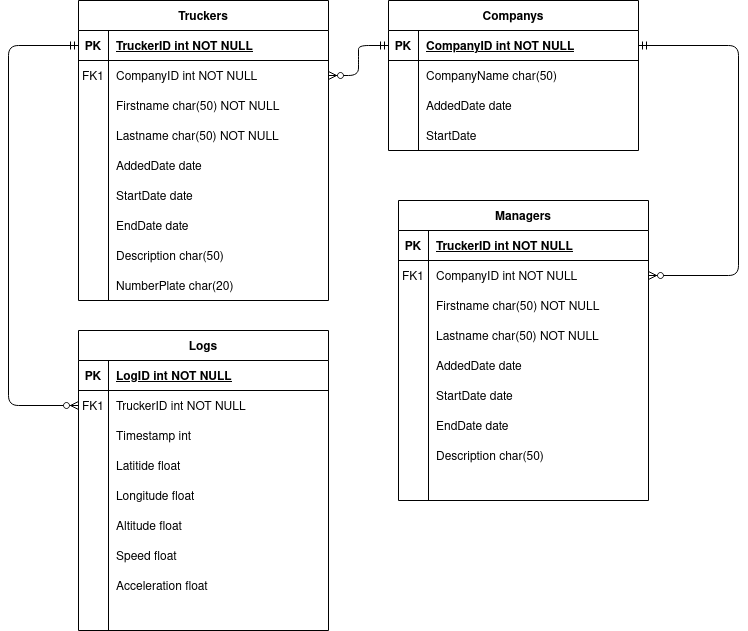 Truckers
PK TruckerID int NOT NULL
FK1 CompanyID int NOT NULL
Firstname char(50) NOT NULL
Lastname char(50) NOT NULL
AddedDate date
StartDate date
EndDate date
Description char(50)
NumberPlate char(20)
Companys
PK CompanyID int NOT NULL
CompanyName char(50)
AddedDate date
StartDate
Managers
PK TruckerID int NOT NULL
FK1 CompanyID int NOT NULL
Firstname char(50) NOT NULL
Lastname char(50) NOT NULL
AddedDate date
StartDate date
EndDate date
Description char(50)
Logs
PK LogID int NOT NULL
FK1 TruckerID int NOT NULL
Timestamp int
Latitide float
Longitude float
Altitude float
Speed float
Acceleration float